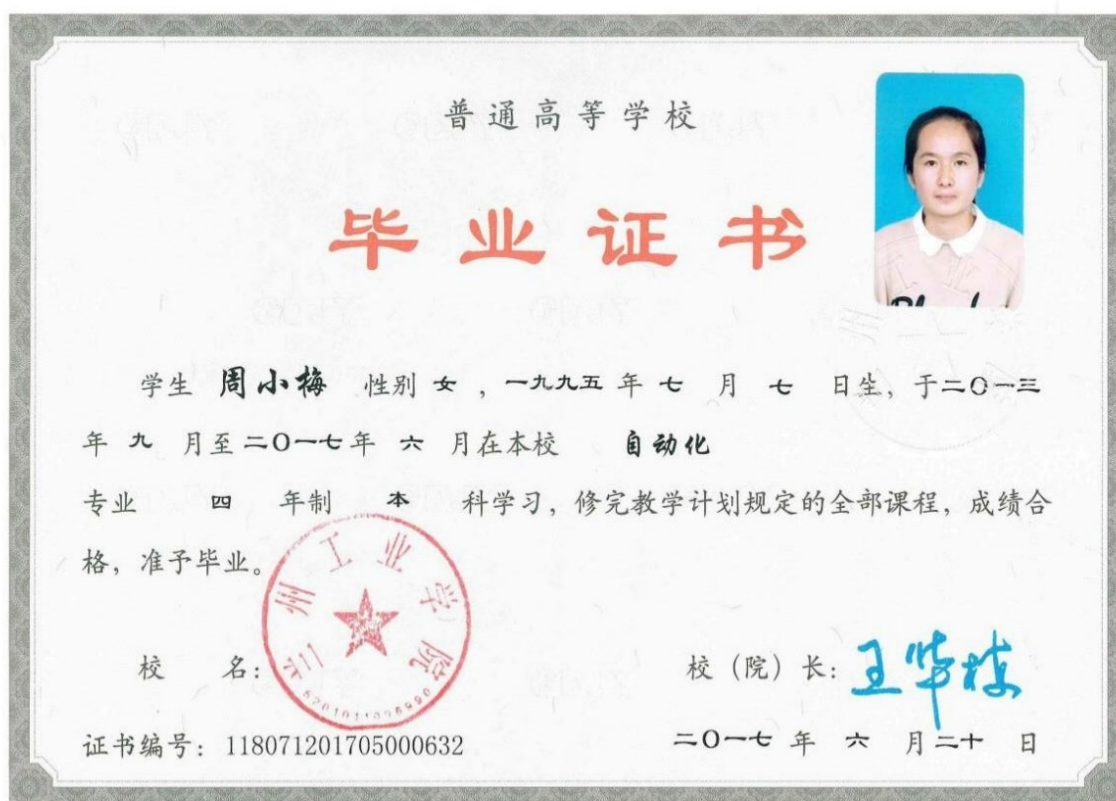 普通高等学校
毕业证书
学生 周小梅 性别 女 ，一九九五 年 七 月 七 日生，于二〇一三
年 九 月至二〇一七年 六 月在本校 自动化
专业 四 年制 本 科学习，修完教学计划规定的全部课程，成绩合
格，准予毕业。
兰州工业学院
校 名：
校（院）长：王华栋
证书编号：118071201705000632
二〇一七 年 六 月二十 日